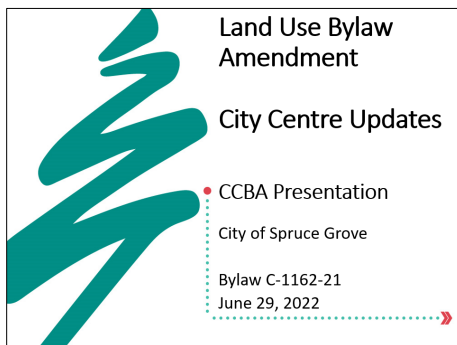 Land Use Bylaw
Amendment
City Centre Updates
CCBA Presentation
City of Spruce Grove
Bylaw C-1162-21
June 29, 2022